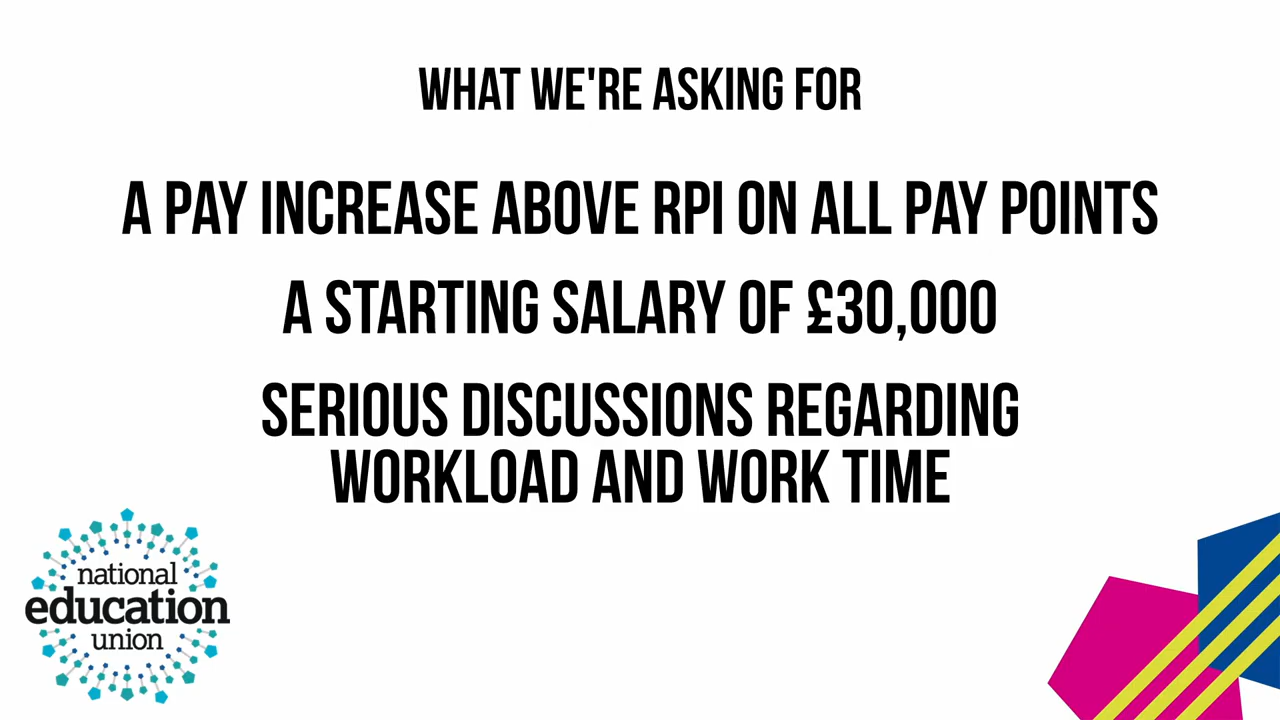 WHAT WE'RE ASKING FOR
A PAY INCREASE ABOVE RPI ON ALL PAY POINTS
A STARTING SALARY OF £30,000
SERIOUS DISCUSSIONS REGARDING
WORKLOAD AND WORK TIME
national
education
union